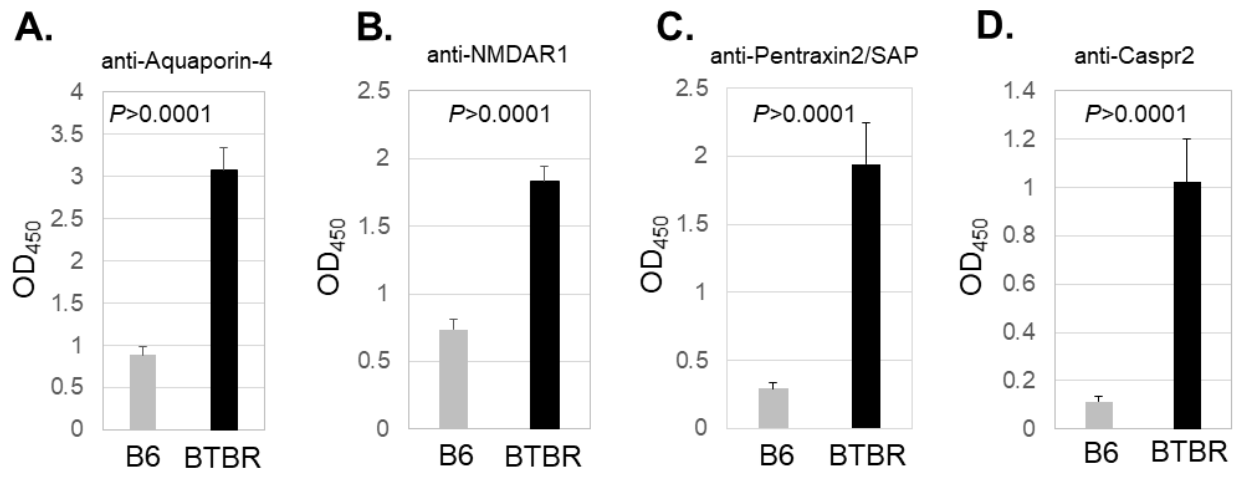 A.
anti-Aquaporin-4
P>0.0001
OD450
4
3.5
3
2.5
2
1.5
1
0.5
0
B6 BTBR
B.
anti-NMDAR1
P>0.0001
OD450
2.5
2
1.5
1
0.5
0
B6 BTBR
C.
anti-Pentraxin2/SAP
P>0.0001
OD450
2.5
2
1.5
1
0.5
0
B6 BTBR
D.
anti-Caspr2
P>0.0001
OD450
1.4
1.2
1
0.8
0.6
0.4
0.2
0
B6 BTBR